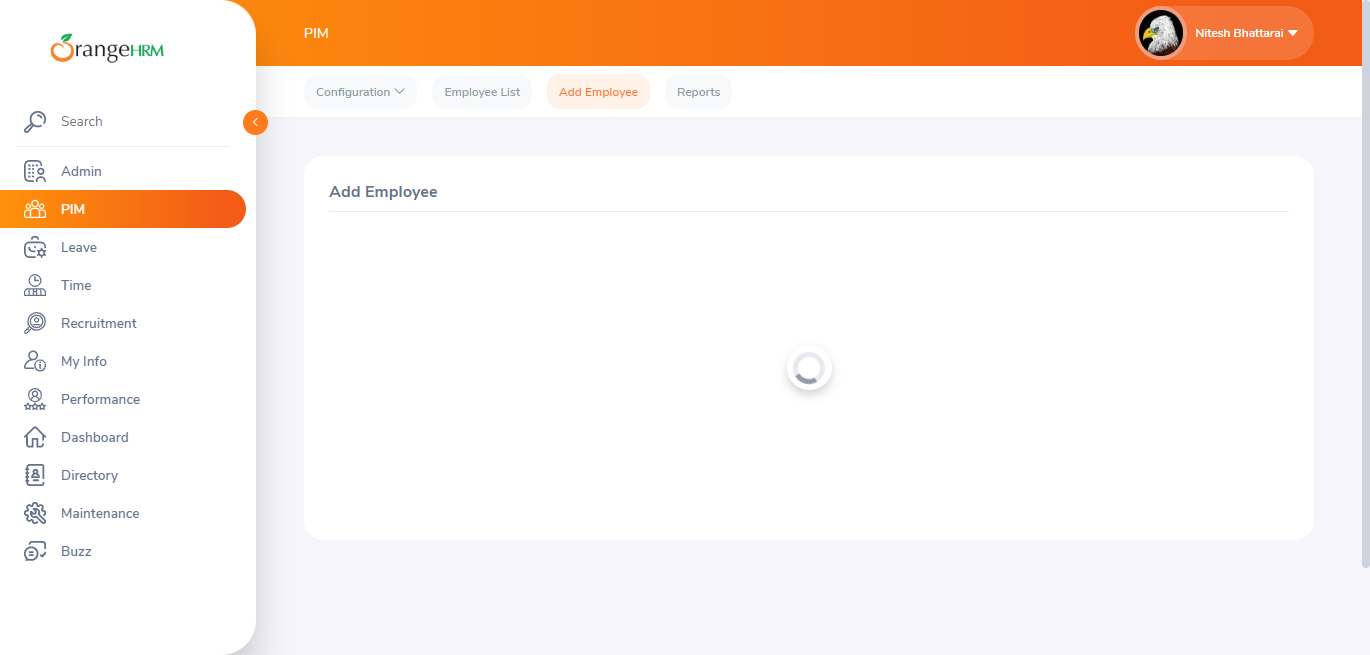 OrangeHRM
PIM
Nitesh Bhattarai
Configuration
Employee List
Add Employee
Reports
Search
Admin
PIM
Leave
Time
Recruitment
My Info
Performance
Dashboard
Directory
Maintenance
Buzz
Add Employee